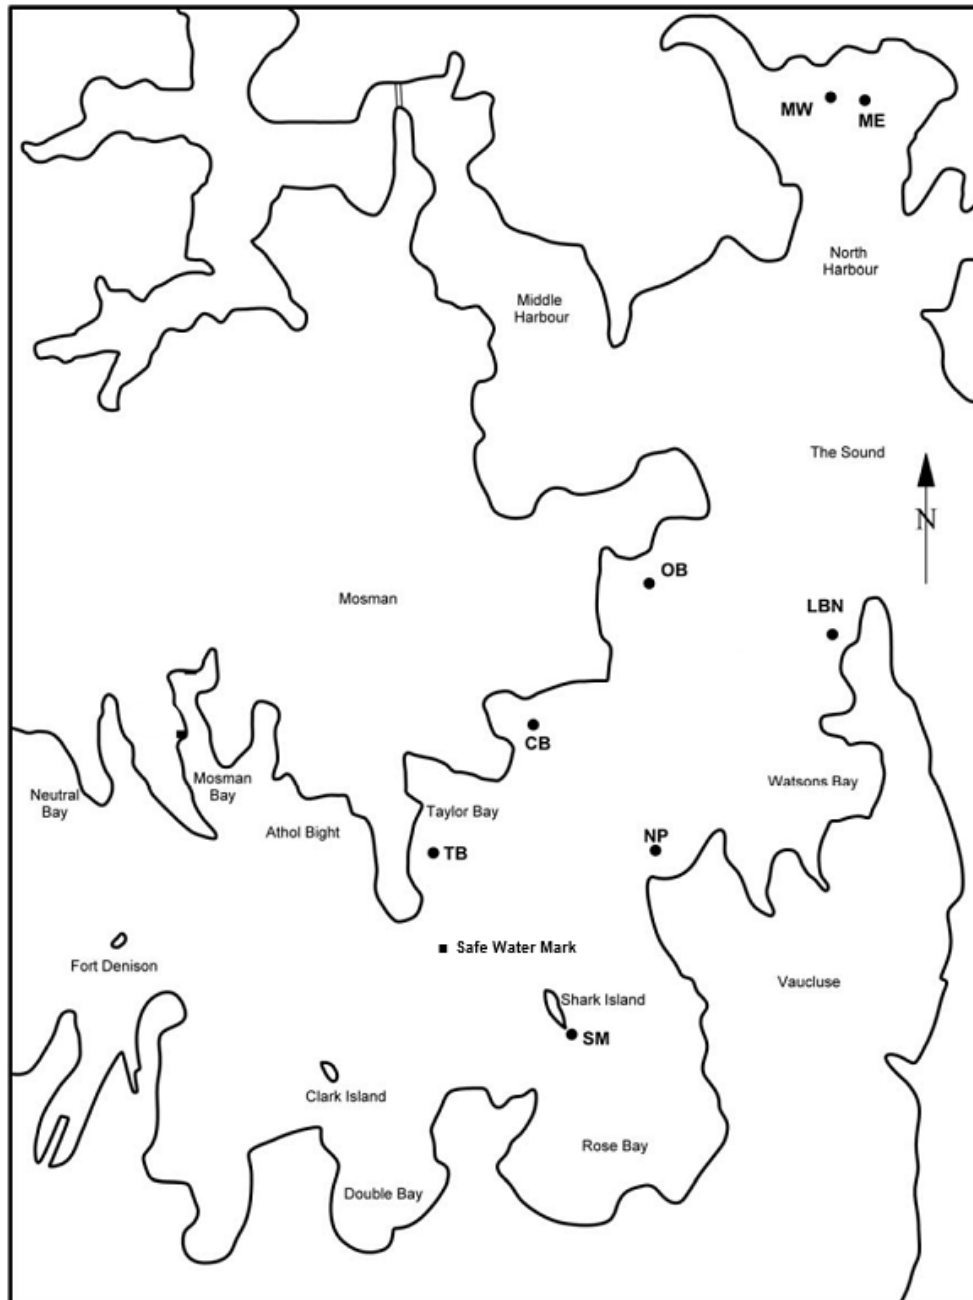 MW
ME
North
Harbour
Middle
Harbour
The Sound
N
OB
Mosman
LBN
CB
Mosman
Bay
Watsons Bay
Neutral
Bay
Taylor Bay
Athol Bight
NP
TB
Safe Water Mark
Fort Denison
Vaucluse
Shark Island
SM
Clark Island
Rose Bay
Double Bay